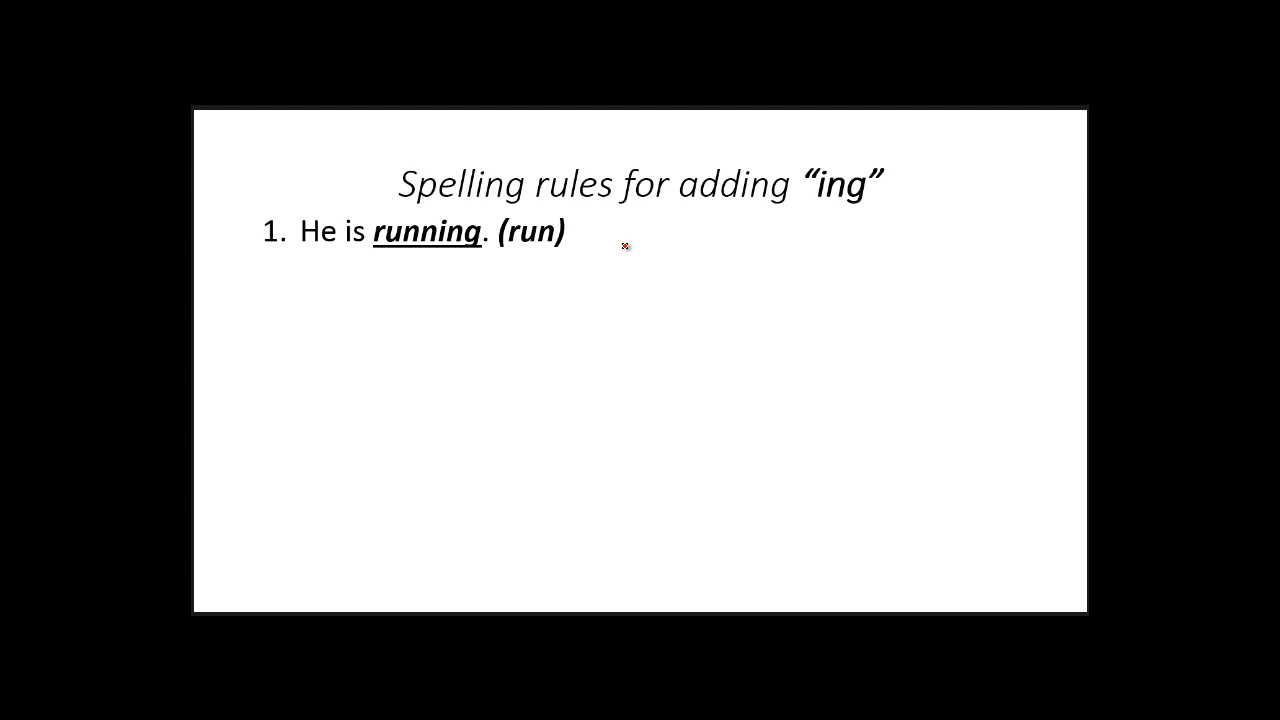 Spelling rules for adding “ing”
1. He is running. (run)